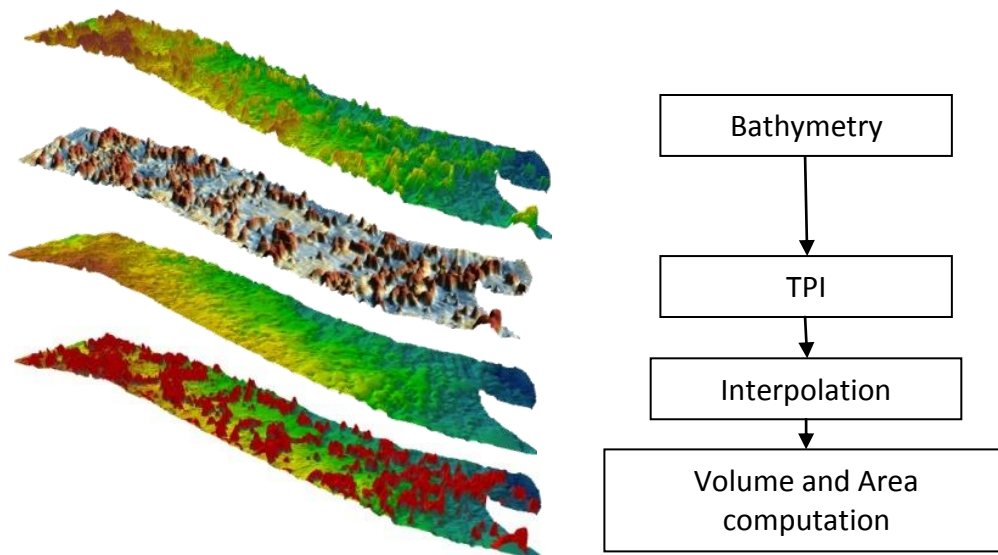 Bathymetry
TPI
Interpolation
Volume and Area
computation